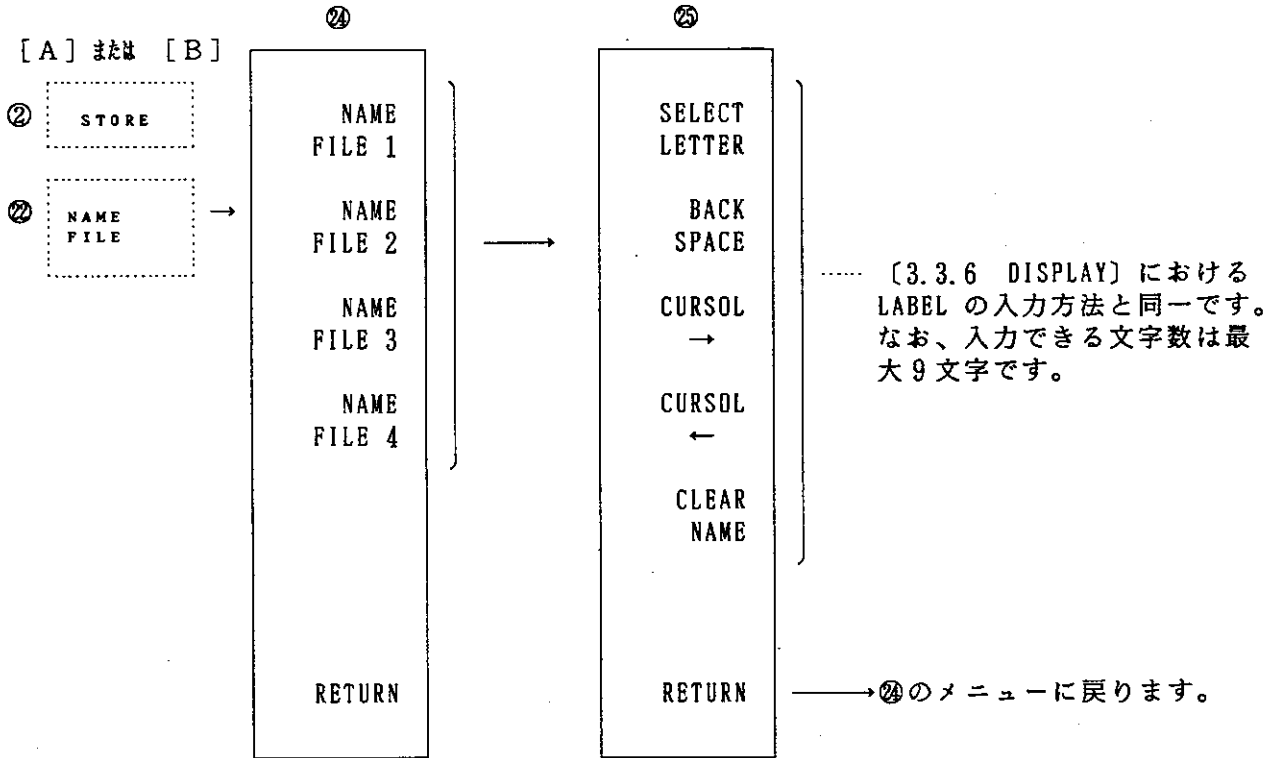 ㉔
㉕
[A] または [B]
② STORE
㉒ NAME
FILE
→
NAME
FILE 1
NAME
FILE 2
NAME
FILE 3
NAME
FILE 4
RETURN
SELECT
LETTER
BACK
SPACE
CURSOL
→
CURSOL
←
CLEAR
NAME
RETURN
…… 〔3.3.6 DISPLAY〕における
LABEL の入力方法と同一です。
なお、入力できる文字数は最
大9文字です。
→㉔のメニューに戻ります。